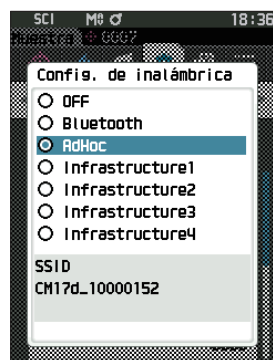 SCI M0 18:36
Muestra 0007
Config. de inalámbrica
OFF
Bluetooth
AdHoc
Infrastructure1
Infrastructure2
Infrastructure3
Infrastructure4
SSID
CM17d_10000152